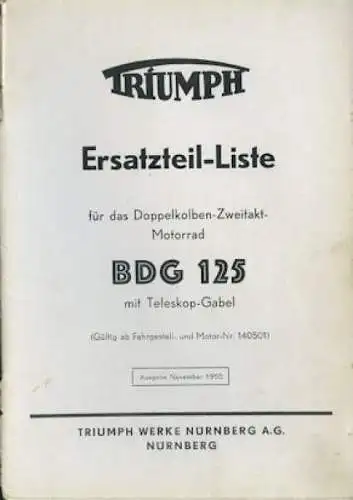 TRIUMPH
Ersatzteil-Liste
für das Doppelkolben-Zweitakt-
Motorrad
BDG 125
mit Teleskop-Gabel
(Gültig ab Fahrgestell- und Motor-Nr. 140501)
Ausgabe November 1950
TRIUMPH WERKE NÜRNBERG A.G.
NÜRNBERG